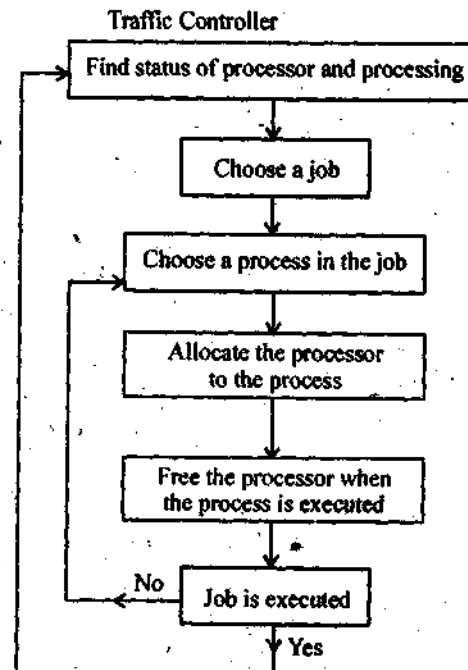 Traffic Controller
Find status of processor and processing
Choose a job
Choose a process in the job
Allocate the processor
to the process
Free the processor when
the process is executed
No
Job is executed
Yes